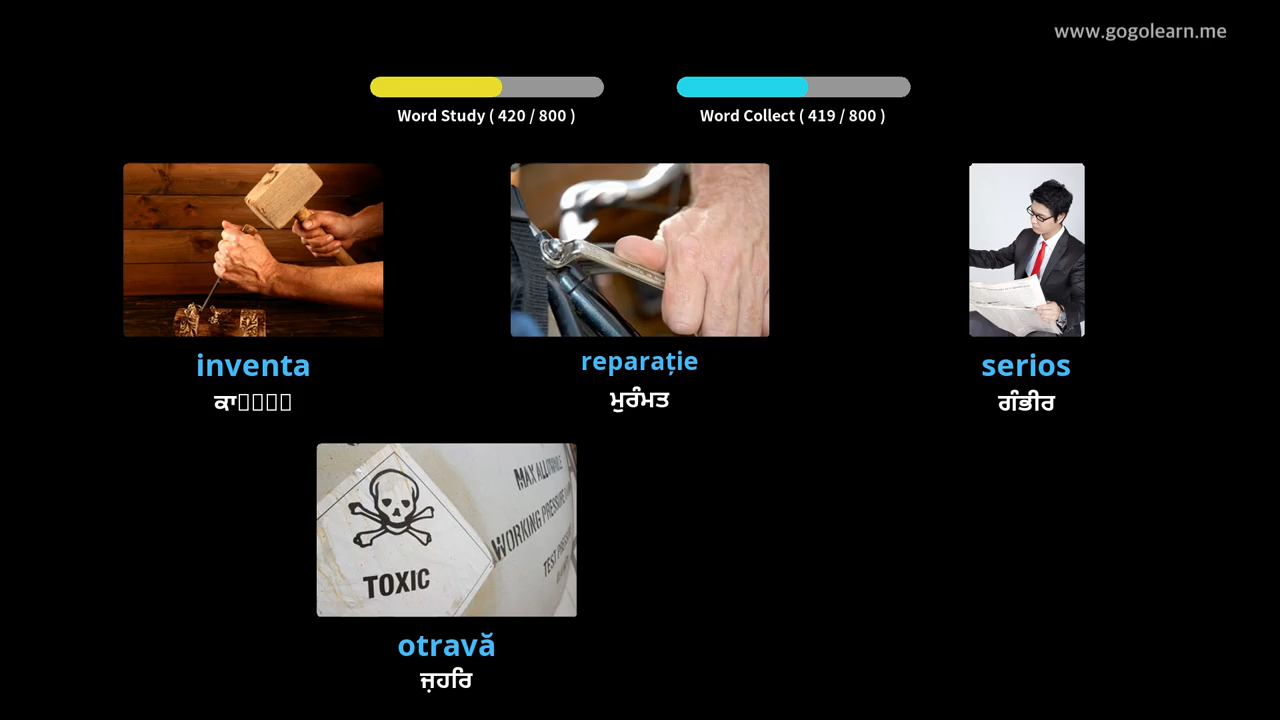 www.gogolearn.me
Word Study ( 420 / 800 )
Word Collect ( 419 / 800 )
inventa
reparație
serios
ਮੁਰੰਮਤ
ਗੰਭੀਰ
TOXIC
MAX ALLOWABLE
WORKING PRESSURE
otravă
ਜ਼ਹਰਿ